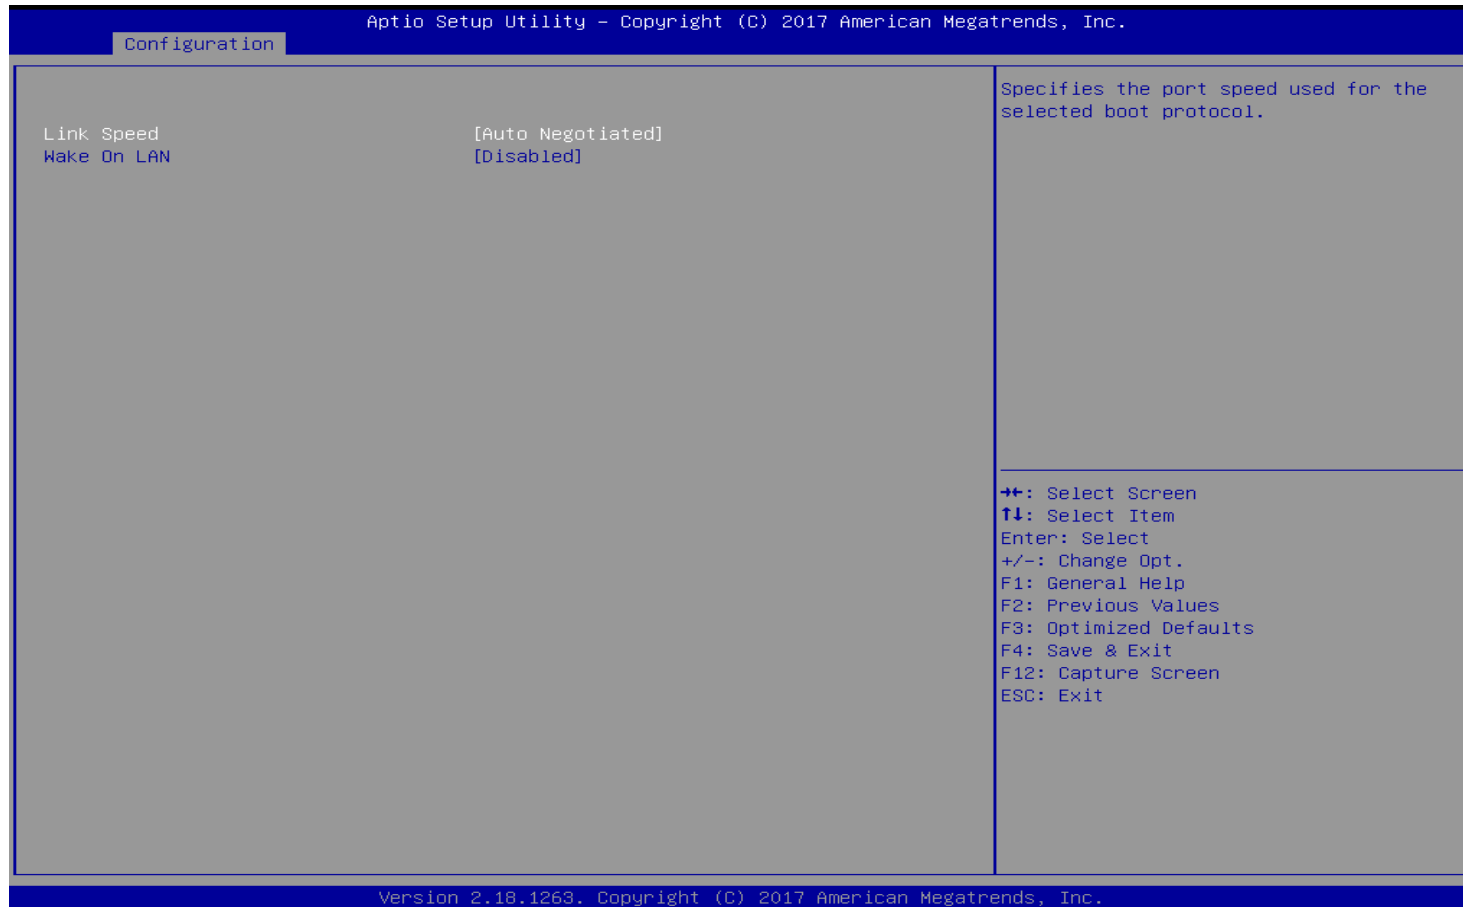 Aptio Setup Utility – Copyright (C) 2017 American Megatrends, Inc.
Configuration
Link Speed [Auto Negotiated]
Wake On LAN [Disabled]
Specifies the port speed used for the
selected boot protocol.
→←: Select Screen
↑↓: Select Item
Enter: Select
+/-: Change Opt.
F1: General Help
F2: Previous Values
F3: Optimized Defaults
F4: Save & Exit
F12: Capture Screen
ESC: Exit
Version 2.18.1263. Copyright (C) 2017 American Megatrends, Inc.